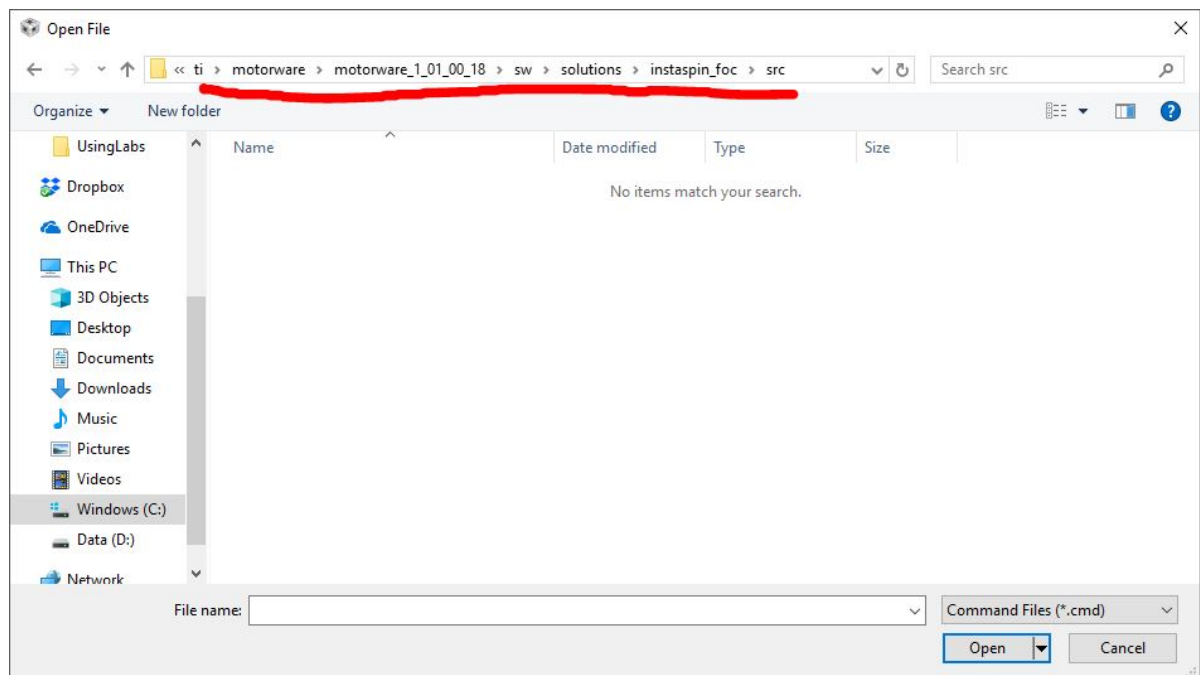 Open File
« ti › motorware › motorware_1_01_00_18 › sw › solutions › instaspin_foc › src
Search src
Organize
New folder
UsingLabs
Name
Date modified
Type
Size
No items match your search.
Dropbox
OneDrive
This PC
3D Objects
Desktop
Documents
Downloads
Music
Pictures
Videos
Windows (C:)
Data (D:)
Network
File name:
Command Files (*.cmd)
Open
Cancel